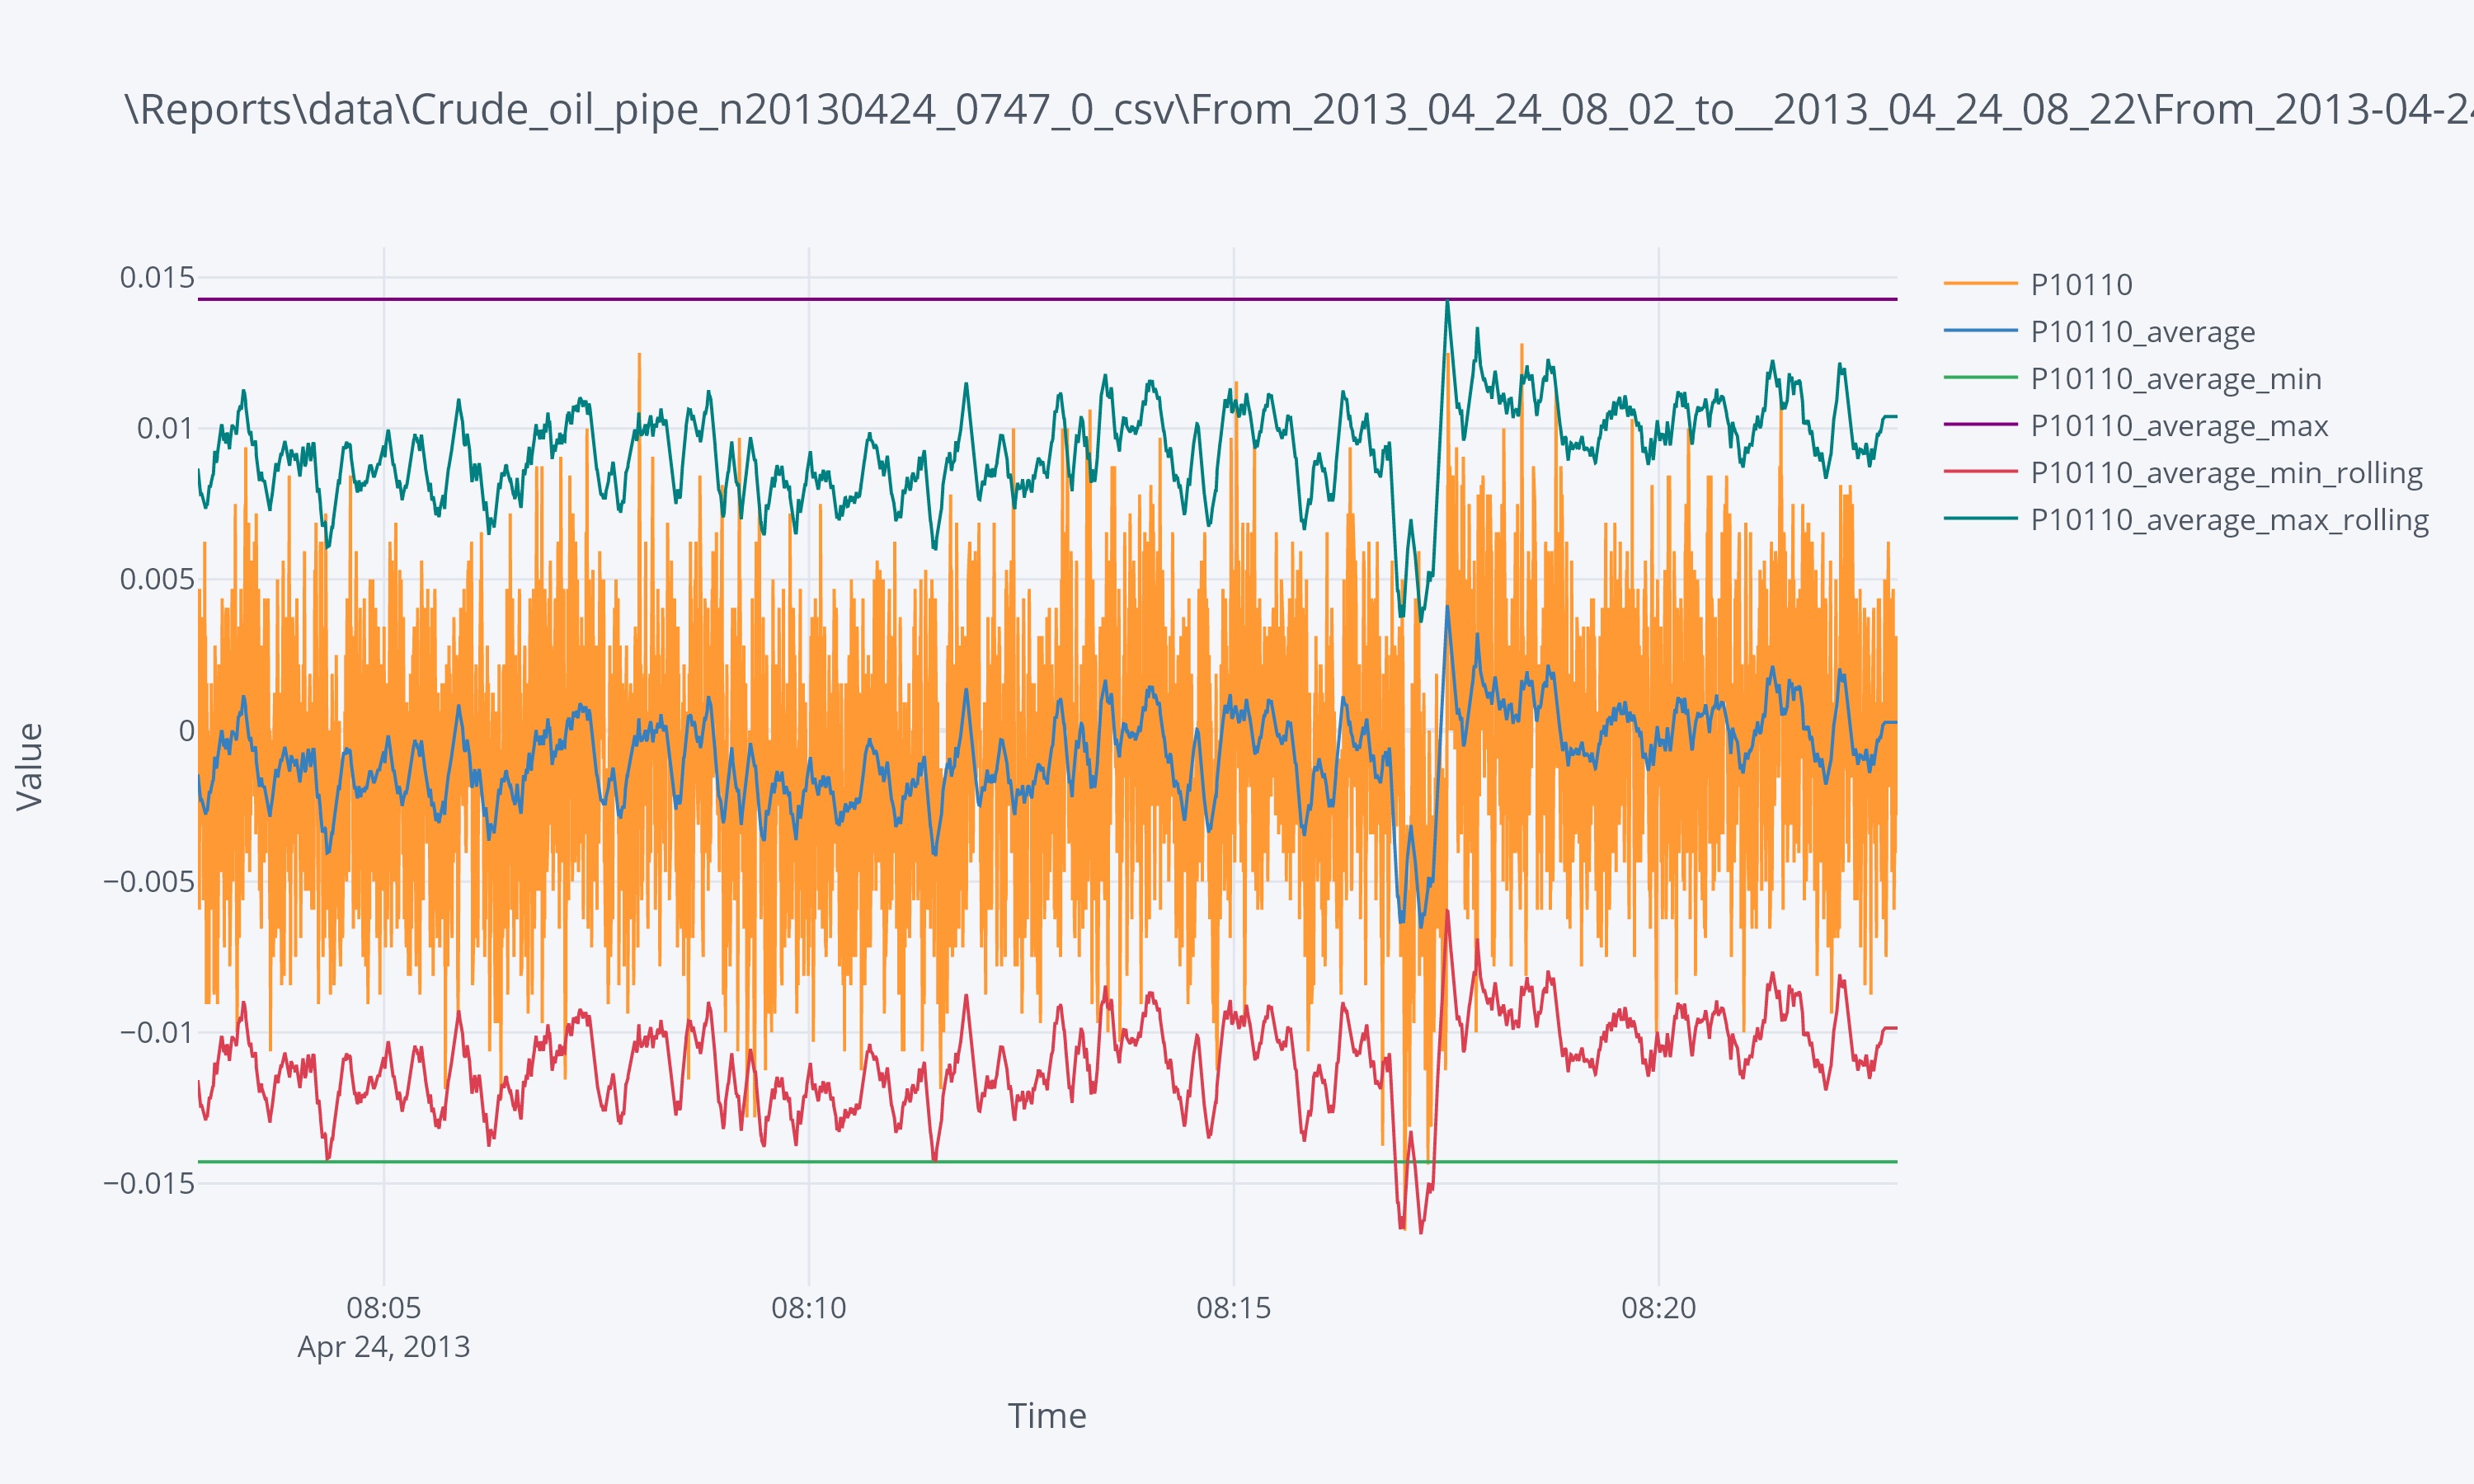 \Reports\data\Crude_oil_pipe_n20130424_0747_0_csv\From_2013_04_24_08_02_to__2013_04_24_08_22\From_2013-04-24
0.015
0.01
0.005
0
−0.005
−0.01
−0.015
Value
08:05
08:10
08:15
08:20
Apr 24, 2013
Time
P10110
P10110_average
P10110_average_min
P10110_average_max
P10110_average_min_rolling
P10110_average_max_rolling